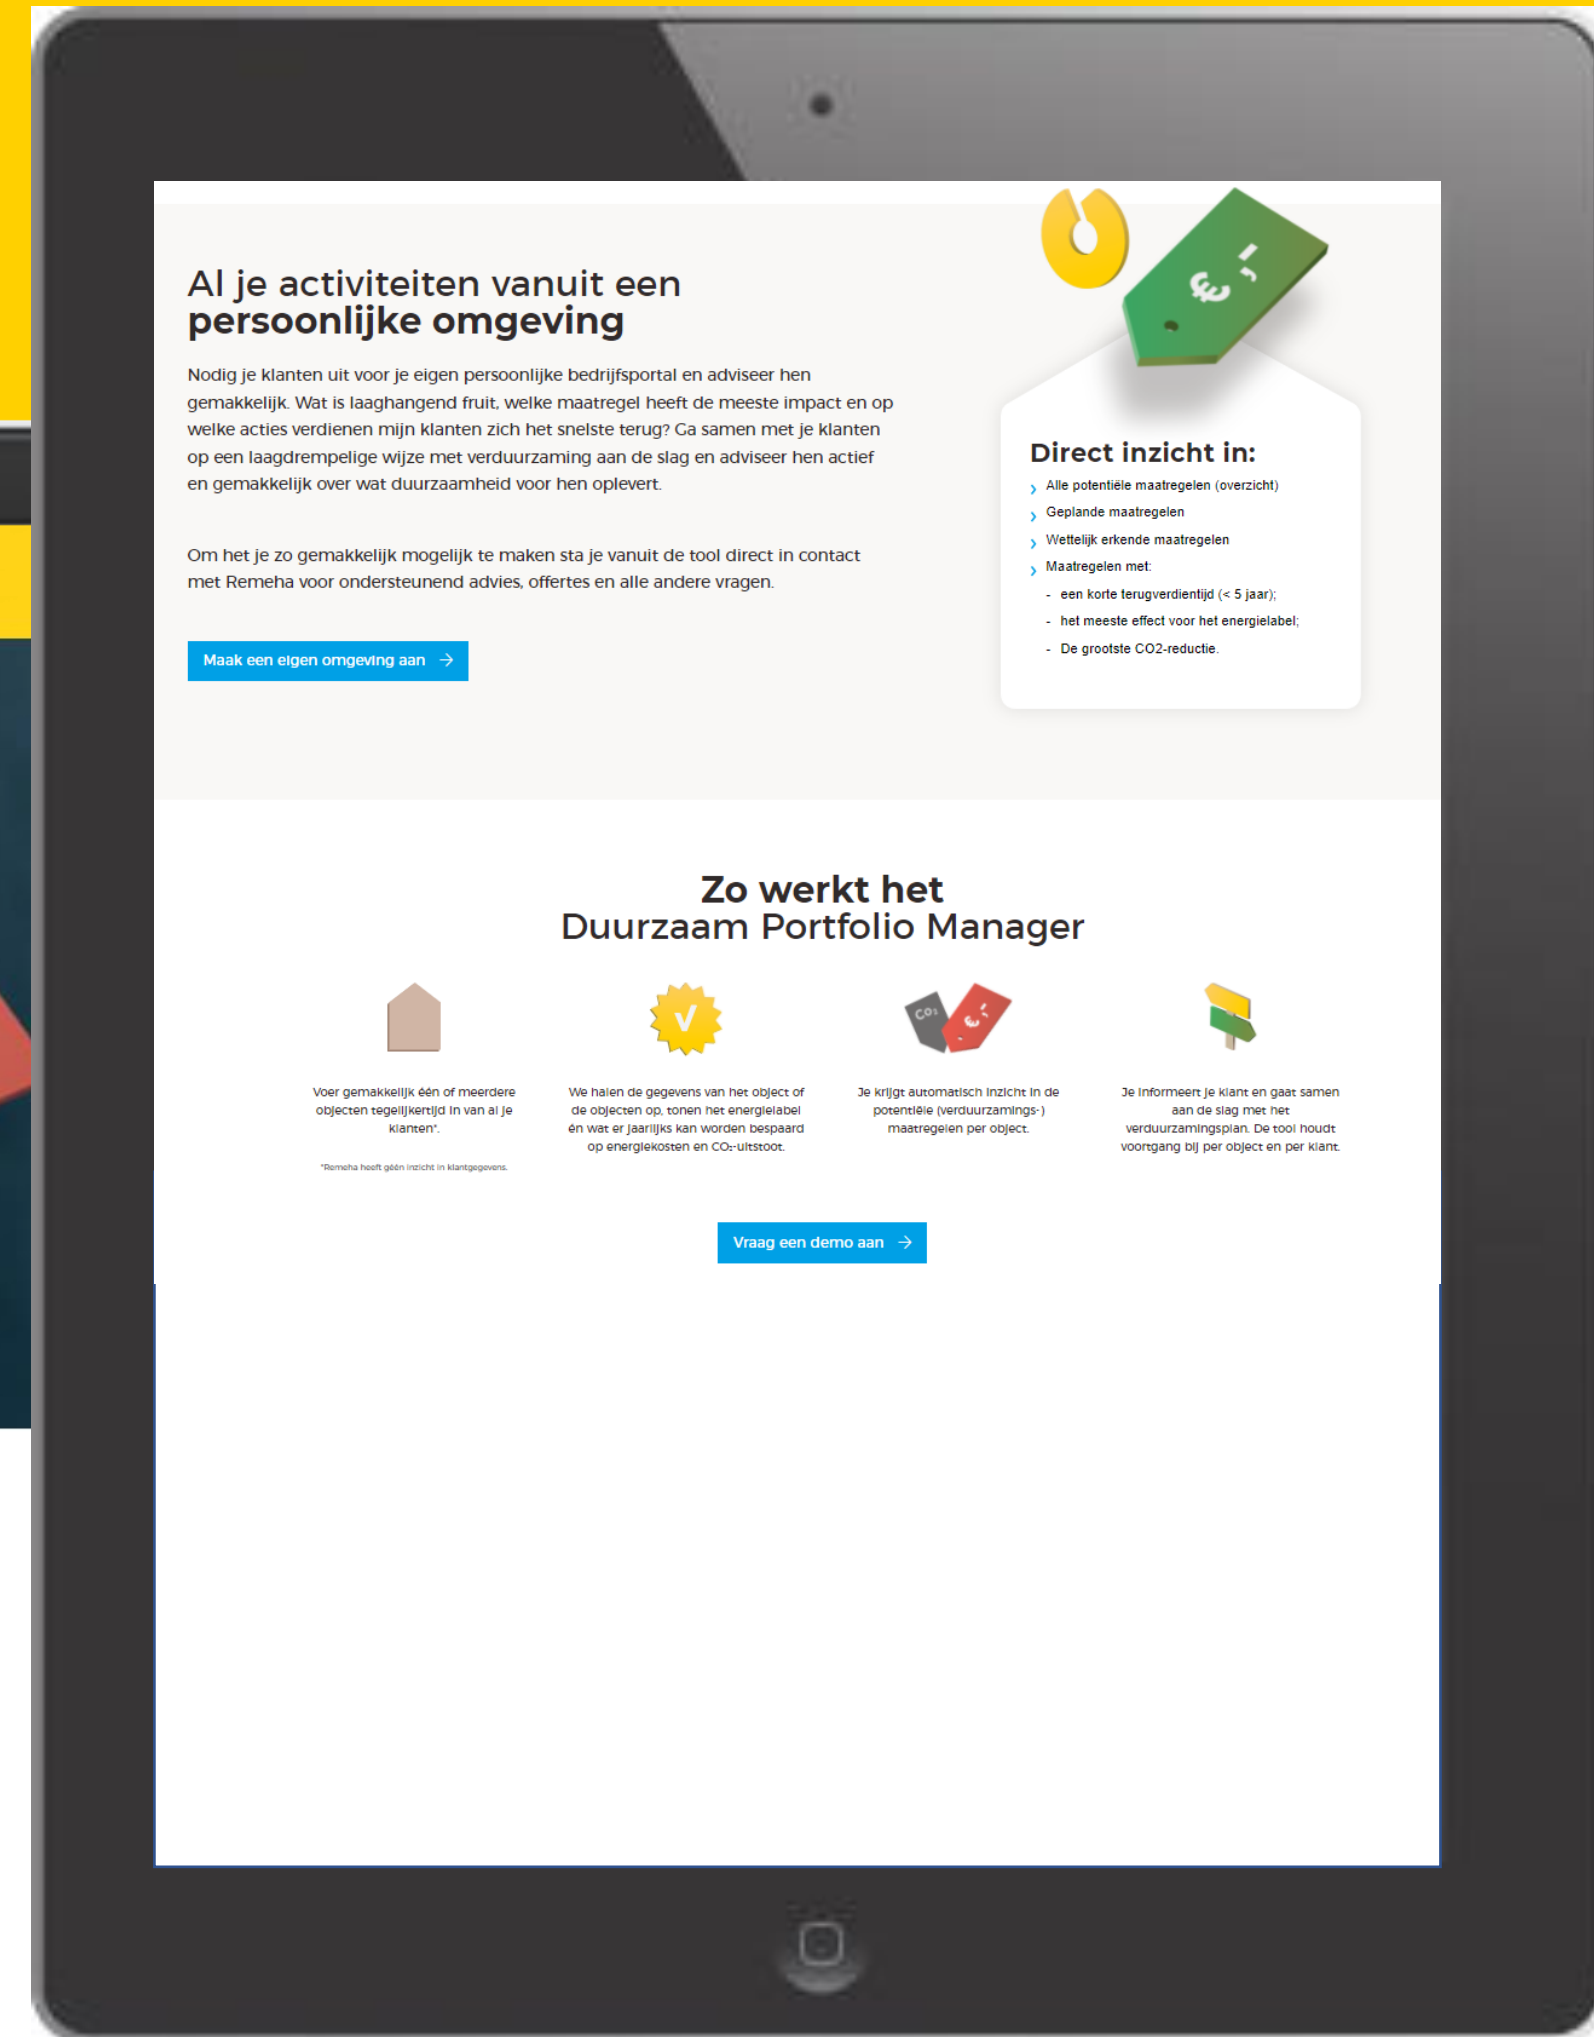 Al je activiteiten vanuit een
persoonlijke omgeving
Nodig je klanten uit voor je eigen persoonlijke bedrijfsportal en adviseer hen
gemakkelijk. Wat is laaghangend fruit, welke maatregel heeft de meeste impact en op
welke acties verdienen mijn klanten zich het snelste terug? Ga samen met je klanten
op een laagdrempelige wijze met verduurzaming aan de slag en adviseer hen actief
en gemakkelijk over wat duurzaamheid voor hen oplevert.
Om het je zo gemakkelijk mogelijk te maken sta je vanuit de tool direct in contact
met Remeha voor ondersteunend advies, offertes en alle andere vragen.
Maak een eigen omgeving aan →
€ ,-
Direct inzicht in:
› Alle potentiële maatregelen (overzicht)
› Geplande maatregelen
› Wettelijk erkende maatregelen
› Maatregelen met:
- een korte terugverdientijd (< 5 jaar);
- het meeste effect voor het energielabel;
- De grootste CO2-reductie.
Zo werkt het
Duurzaam Portfolio Manager
Voer gemakkelijk één of meerdere
objecten tegelijkertijd in van al je
klanten*.
*Remeha heeft géén inzicht in klantgegevens.
We halen de gegevens van het object of
de objecten op, tonen het energielabel
én wat er jaarlijks kan worden bespaard
op energiekosten en CO₂-uitstoot.
CO₂
€ ,-
Je krijgt automatisch inzicht in de
potentiële (verduurzamings-)
maatregelen per object.
Je informeert je klant en gaat samen
aan de slag met het
verduurzamingsplan. De tool houdt
voortgang bij per object en per klant.
Vraag een demo aan →